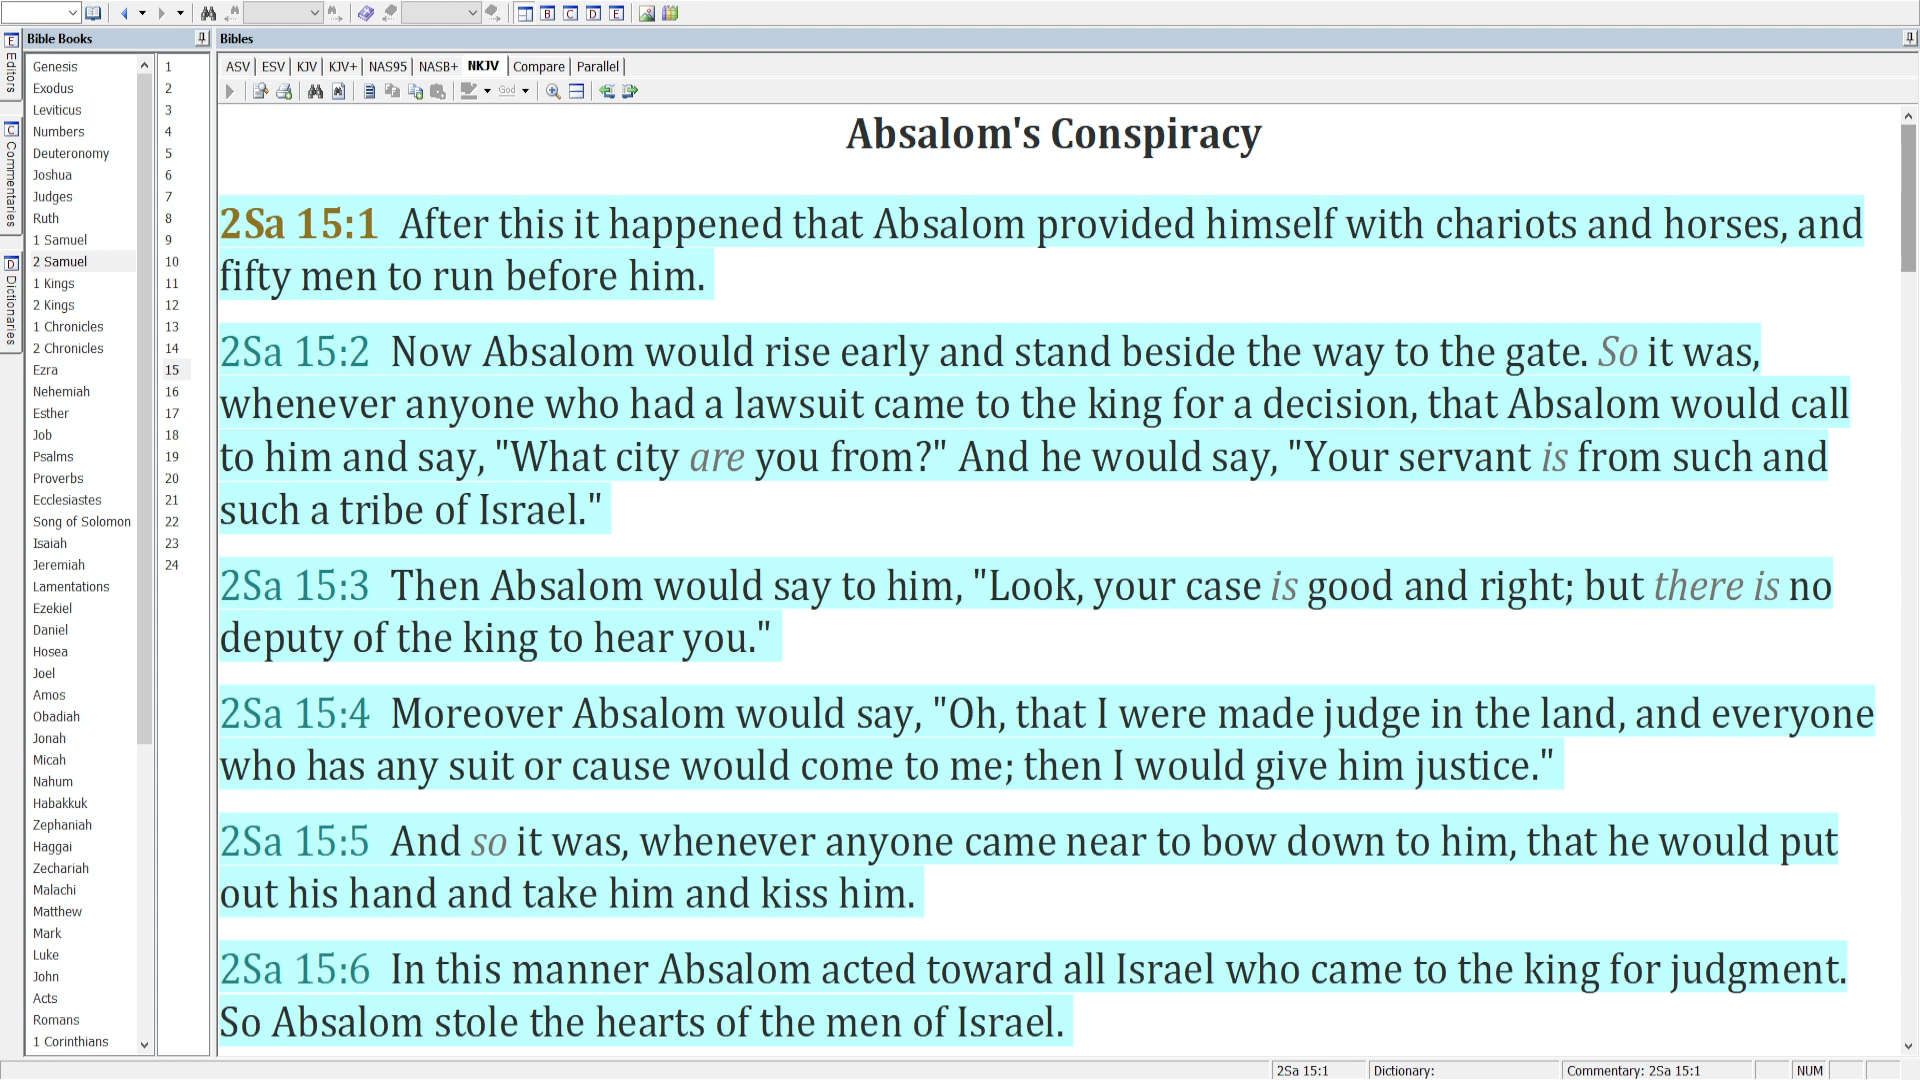 B C D E
Bible Books
Bibles
E Editors
C Commentaries
D Dictionaries
Genesis
Exodus
Leviticus
Numbers
Deuteronomy
Joshua
Judges
Ruth
1 Samuel
2 Samuel
1 Kings
2 Kings
1 Chronicles
2 Chronicles
Ezra
Nehemiah
Esther
Job
Psalms
Proverbs
Ecclesiastes
Song of Solomon
Isaiah
Jeremiah
Lamentations
Ezekiel
Daniel
Hosea
Joel
Amos
Obadiah
Jonah
Micah
Nahum
Habakkuk
Zephaniah
Haggai
Zechariah
Malachi
Matthew
Mark
Luke
John
Acts
Romans
1 Corinthians
1
2
3
4
5
6
7
8
9
10
11
12
13
14
15
16
17
18
19
20
21
22
23
24
ASV ESV KJV KJV+ NAS95 NASB+ NKJV Compare Parallel
God
Absalom's Conspiracy
2Sa 15:1 After this it happened that Absalom provided himself with chariots and horses, and
fifty men to run before him.
2Sa 15:2 Now Absalom would rise early and stand beside the way to the gate. So it was,
whenever anyone who had a lawsuit came to the king for a decision, that Absalom would call
to him and say, "What city are you from?" And he would say, "Your servant is from such and
such a tribe of Israel."
2Sa 15:3 Then Absalom would say to him, "Look, your case is good and right; but there is no
deputy of the king to hear you."
2Sa 15:4 Moreover Absalom would say, "Oh, that I were made judge in the land, and everyone
who has any suit or cause would come to me; then I would give him justice."
2Sa 15:5 And so it was, whenever anyone came near to bow down to him, that he would put
out his hand and take him and kiss him.
2Sa 15:6 In this manner Absalom acted toward all Israel who came to the king for judgment.
So Absalom stole the hearts of the men of Israel.
2Sa 15:1 Dictionary: Commentary: 2Sa 15:1 NUM